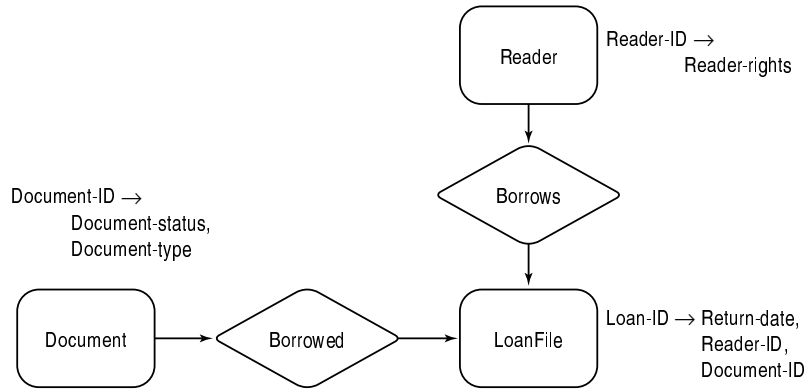 Reader
Reader-ID →
Reader-rights
Borrows
Document-ID →
Document-status,
Document-type
Document
Borrowed
LoanFile
Loan-ID → Return-date,
Reader-ID,
Document-ID